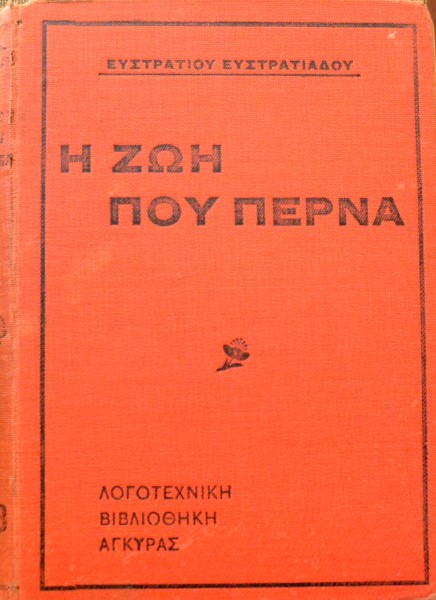 ΕΥΣΤΡΑΤΙΟΥ ΕΥΣΤΡΑΤΙΑΔΟΥ
Η ΖΩΗ
ΠΟΥ ΠΕΡΝΑ
ΛΟΓΟΤΕΧΝΙΚΗ
ΒΙΒΛΙΟΘΗΚΗ
ΑΓΚΥΡΑΣ